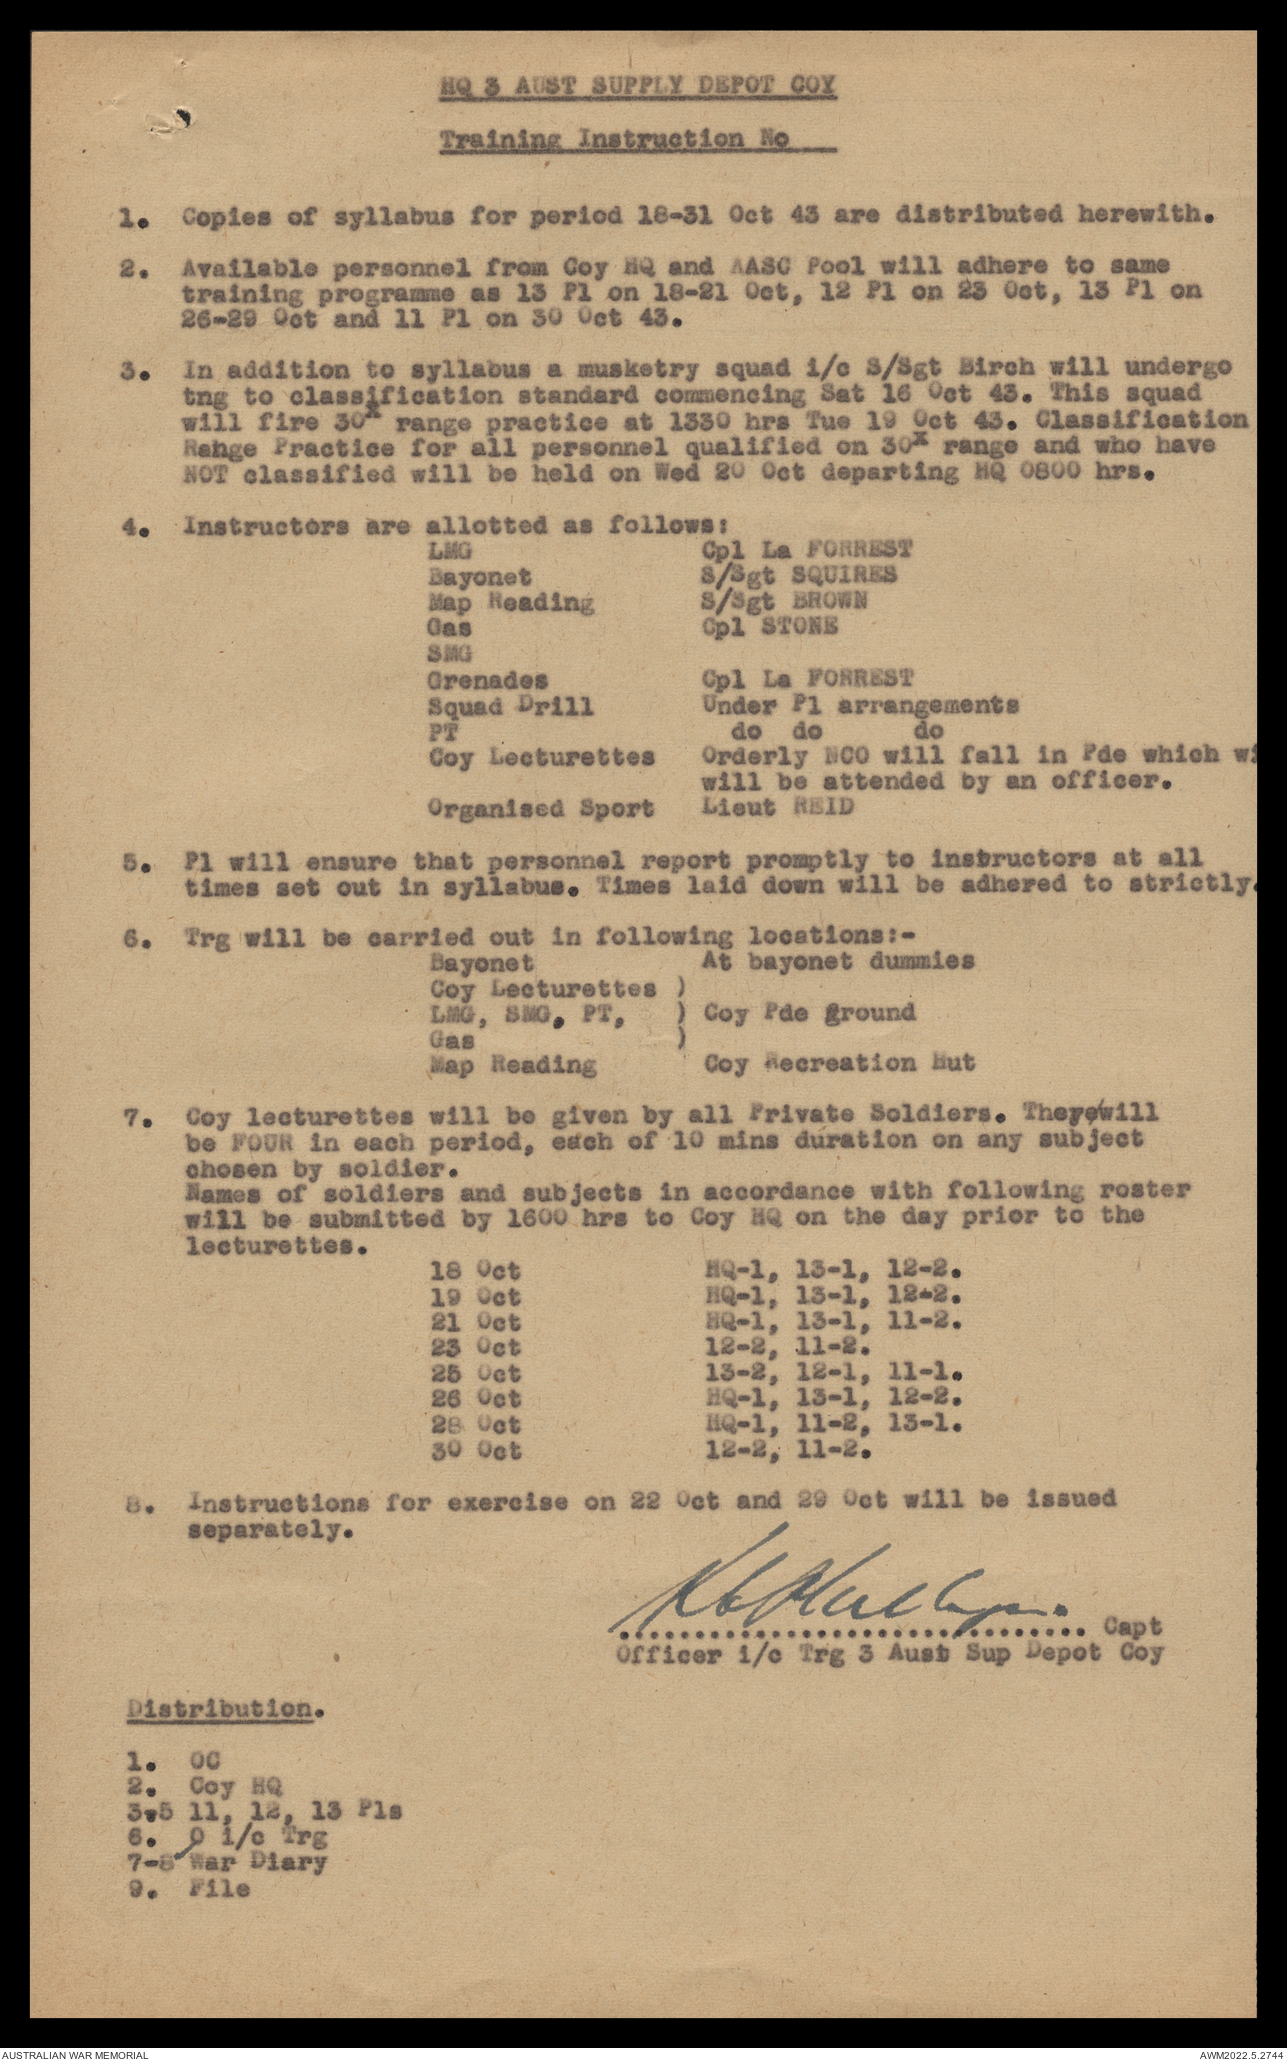 HQ 3 AUST SUPPLY DEPOT COY
Training Instruction No
1. Copies of syllabus for period 18-31 Oct 43 are distributed herewith.
2. Available personnel from Coy HQ and AASC Pool will adhere to same
training programme as 13 Pl on 18-21 Oct, 12 Pl on 23 Oct, 13 Pl on
26-29 Oct and 11 Pl on 30 Oct 43.
3. In addition to syllabus a musketry squad i/c S/Sgt Birch will undergo
tng to classification standard commencing Sat 16 Oct 43. This squad
will fire 30x range practice at 1330 hrs Tue 19 Oct 43. Classification
Range Practice for all personnel qualified on 30x range and who have
NOT classified will be held on Wed 20 Oct departing HQ 0800 hrs.
4. Instructors are allotted as follows:
LMG Cpl La FORREST
Bayonet S/Sgt SQUIRES
Map Reading S/Sgt BROWN
Gas Cpl STONE
SMG
Grenades Cpl La FORREST
Squad Drill Under Pl arrangements
PT do do do
Coy Lecturettes Orderly NCO will fall in Pde which wi
will be attended by an officer.
Organised Sport Lieut REID
5. Pl will ensure that personnel report promptly to instructors at all
times set out in syllabus. Times laid down will be adhered to strictly.
6. Trg will be carried out in following locations:-
Bayonet At bayonet dummies
Coy Lecturettes )
LMG, SMG, PT, ) Coy Pde ground
Gas )
Map Reading Coy Recreation Hut
7. Coy lecturettes will be given by all Private Soldiers. There will
be FOUR in each period, each of 10 mins duration on any subject
chosen by soldier.
Names of soldiers and subjects in accordance with following roster
will be submitted by 1600 hrs to Coy HQ on the day prior to the
lecturettes.
18 Oct HQ-1, 13-1, 12-2.
19 Oct HQ-1, 13-1, 12-2.
21 Oct HQ-1, 13-1, 11-2.
23 Oct 12-2, 11-2.
25 Oct 13-2, 12-1, 11-1.
26 Oct HQ-1, 13-1, 12-2.
28 Oct HQ-1, 11-2, 13-1.
30 Oct 12-2, 11-2.
8. Instructions for exercise on 22 Oct and 29 Oct will be issued
separately.
................................ Capt
Officer i/c Trg 3 Aust Sup Depot Coy
Distribution.
1. OC
2. Coy HQ
3-5 11, 12, 13 Pls
6. O i/c Trg
7-8 ✓ War Diary
9. File
AUSTRALIAN WAR MEMORIAL AWM2022.5.2744